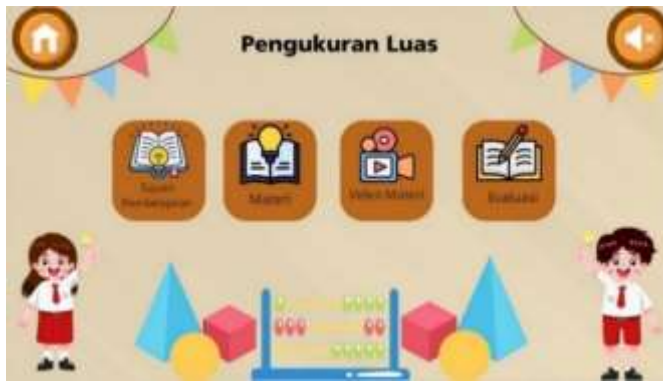 Pengukuran Luas
Tujuan
Pembelajaran
Materi
Video Materi
Evaluasi